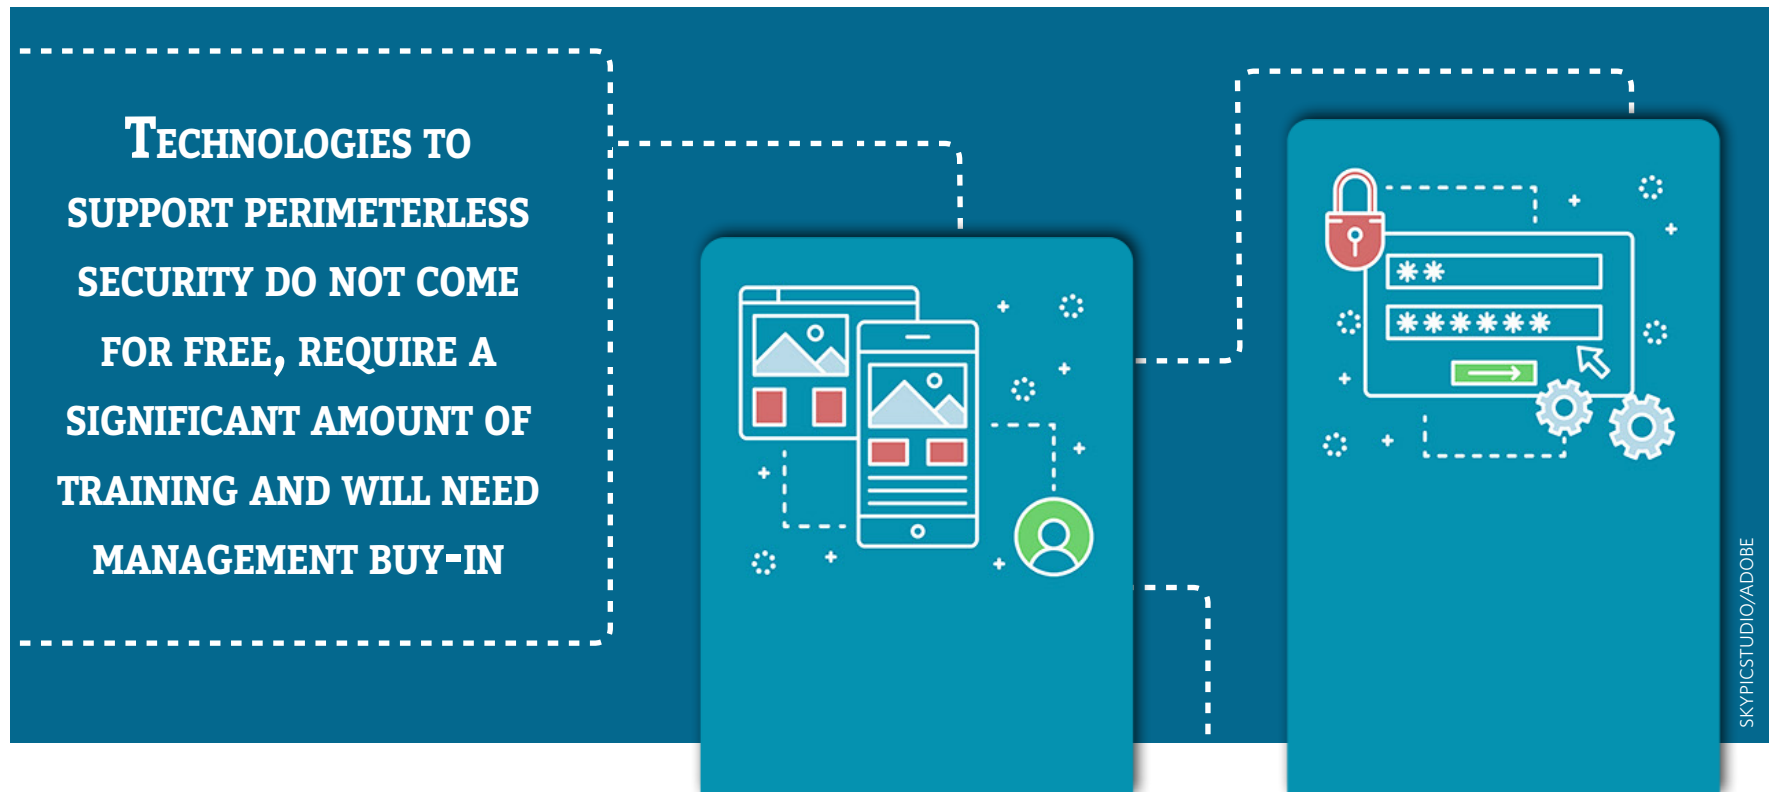 Technologies to
support perimeterless
security do not come
for free, require a
significant amount of
training and will need
management buy-in
** 
******
SKYPICSTUDIO/ADOBE